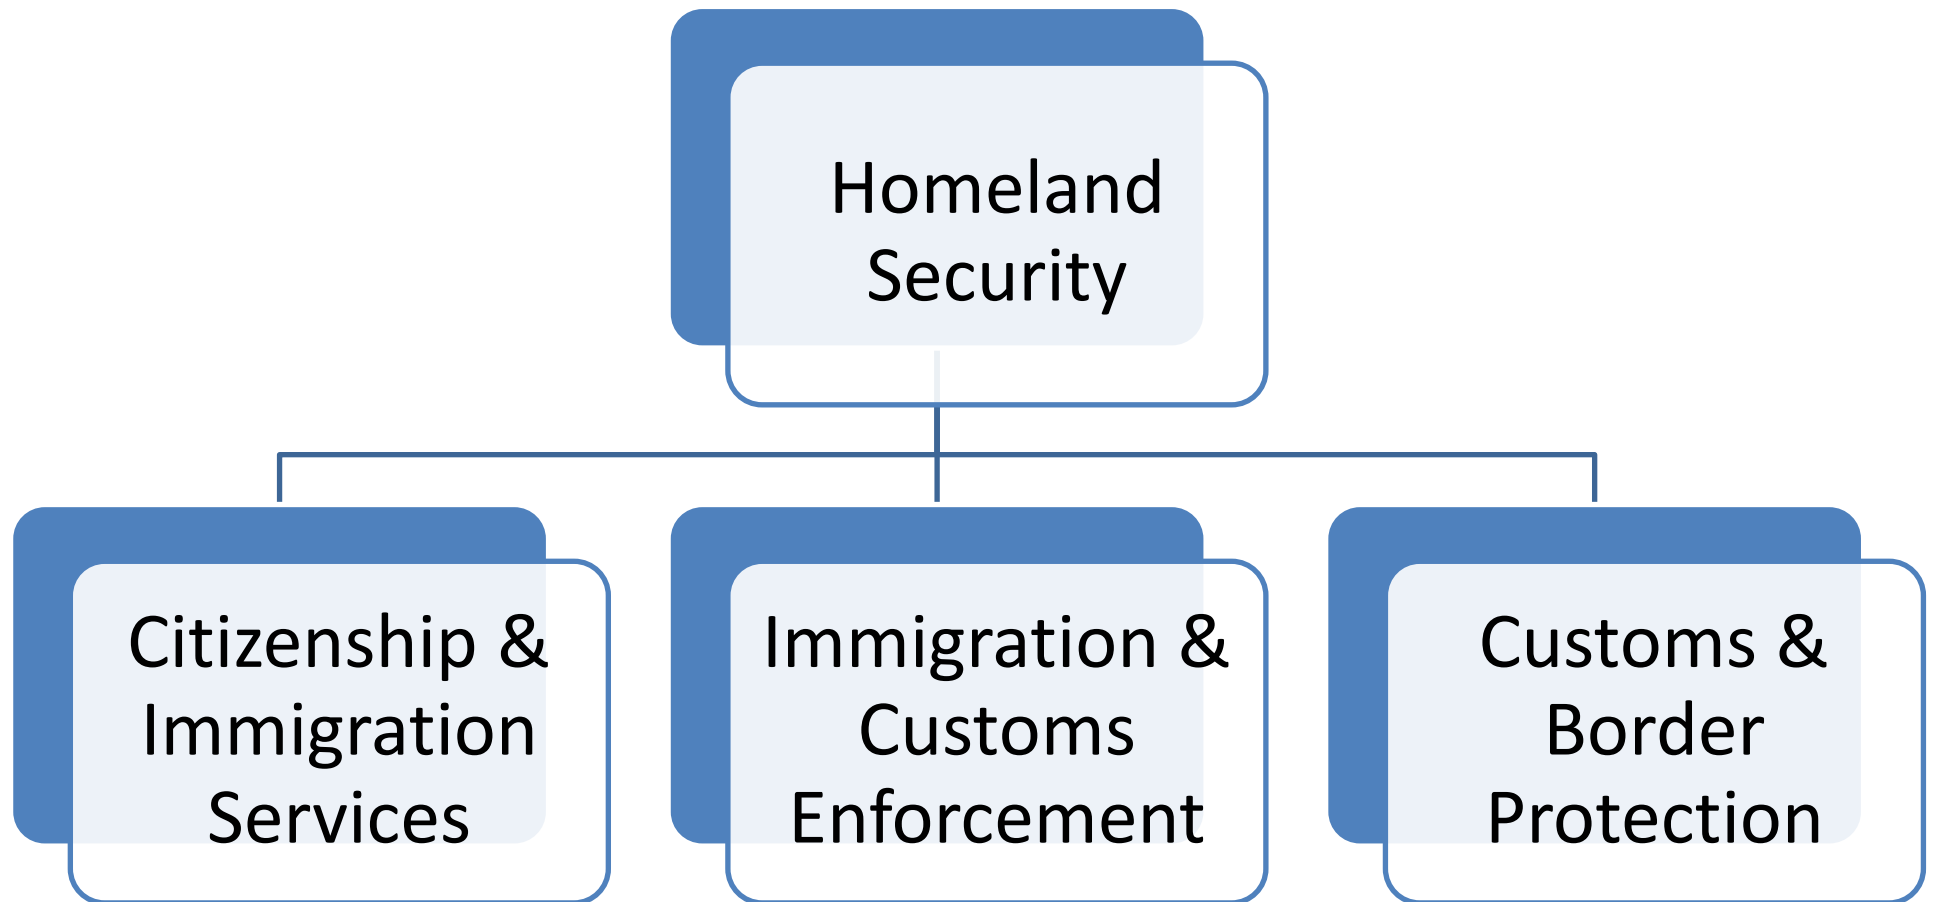 Homeland
Security
Citizenship &
Immigration
Services
Immigration &
Customs
Enforcement
Customs &
Border
Protection